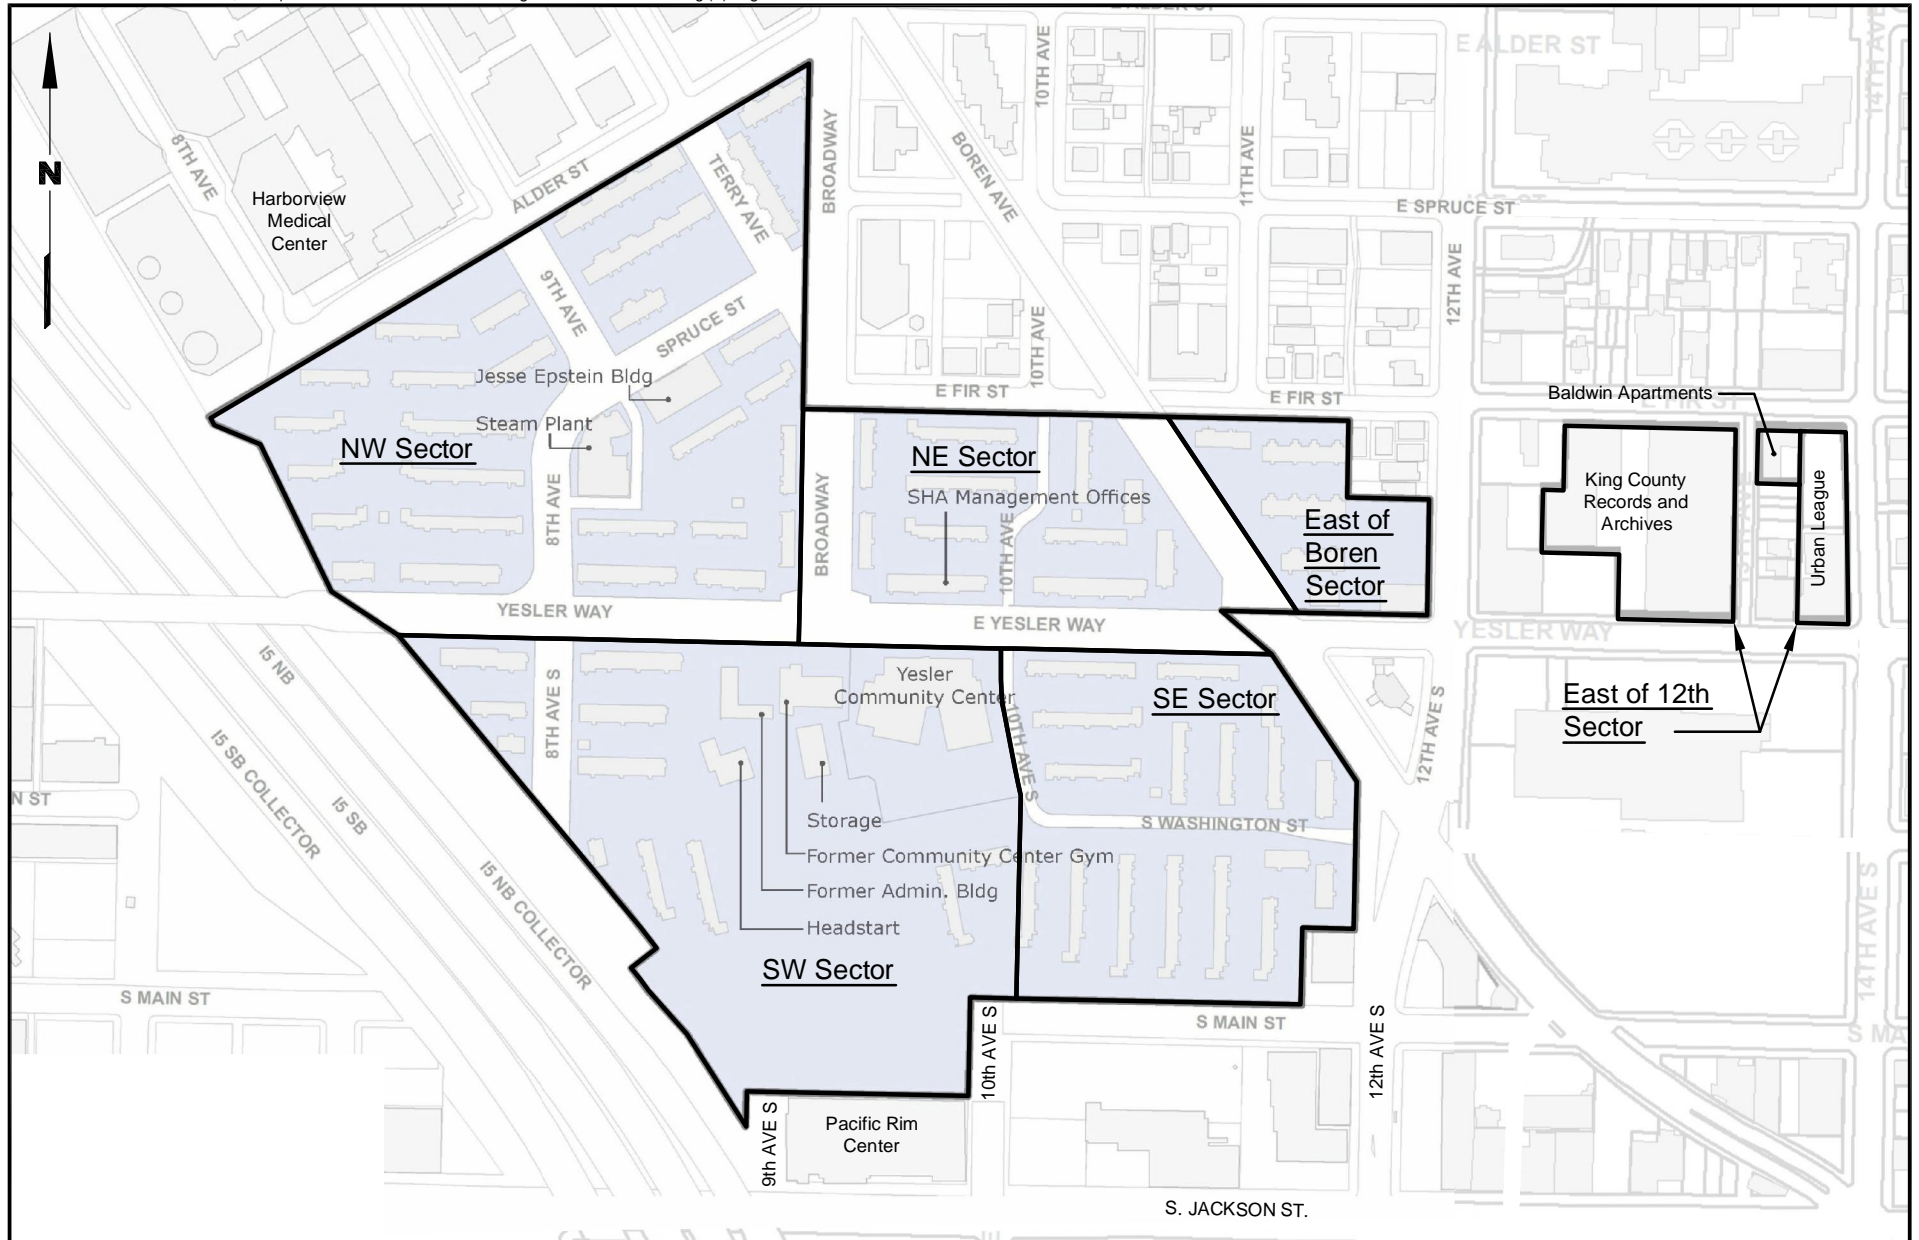 E ALDER ST
14TH AVE
10TH AVE
N
8TH AVE
Harborview
Medical
Center
ALDER ST
TERRY AVE
BROADWAY
BOREN AVE
11TH AVE
E SPRUCE ST
12TH AVE
9TH AVE
SPRUCE ST
10TH AVE
Jesse Epstein Bldg
Steam Plant
E FIR ST
E FIR ST
Baldwin Apartments
E FIR ST
NW Sector
8TH AVE
BROADWAY
NE Sector
SHA Management Offices
10TH AVE
East of
Boren
Sector
King County
Records and
Archives
Urban League
YESLER WAY
E YESLER WAY
YESLER WAY
I5 NB
I5 SB COLLECTOR
I5 SB
I5 NB COLLECTOR
8TH AVE S
Yesler
Community Center
10TH AVE S
SE Sector
12TH AVE S
East of 12th
Sector
N ST
Storage
Former Community Center Gym
Former Admin. Bldg
Headstart
S WASHINGTON ST
14TH AVE S
SW Sector
S MAIN ST
S MAIN ST
S MA
10th AVE S
12th AVE S
9th AVE S
Pacific Rim
Center
S. JACKSON ST.